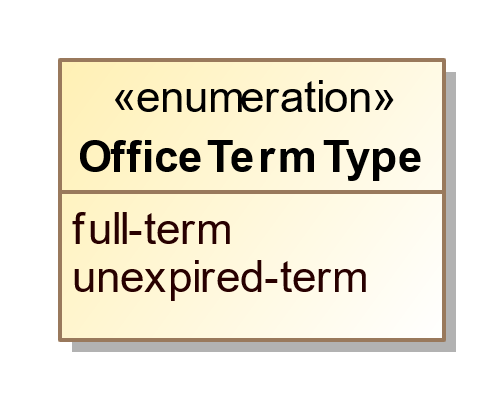 «enumeration»
OfficeTermType
full-term
unexpired-term